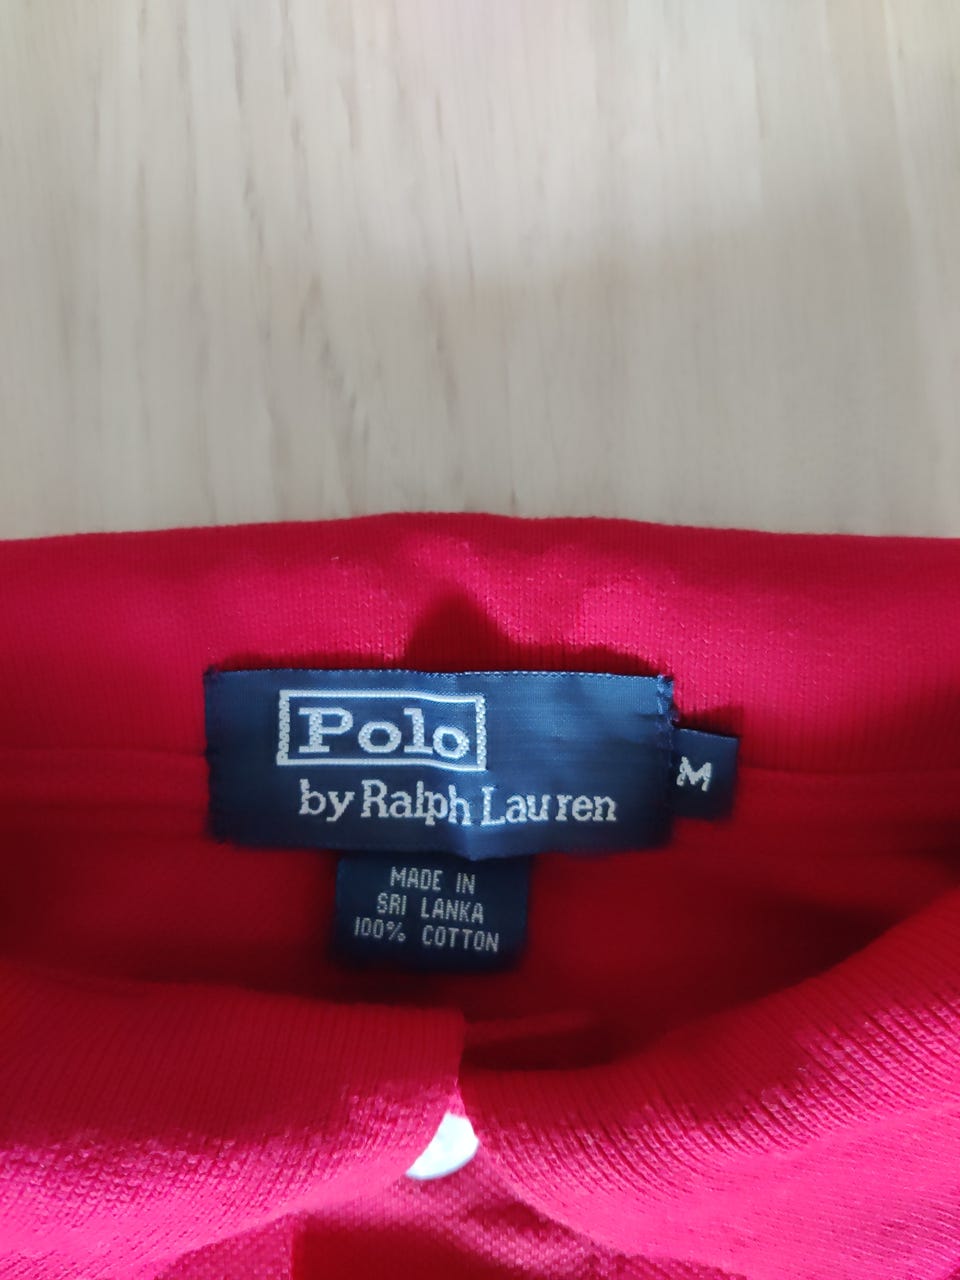 Polo
by Ralph Lauren
M
MADE IN
SRI LANKA
100% COTTON